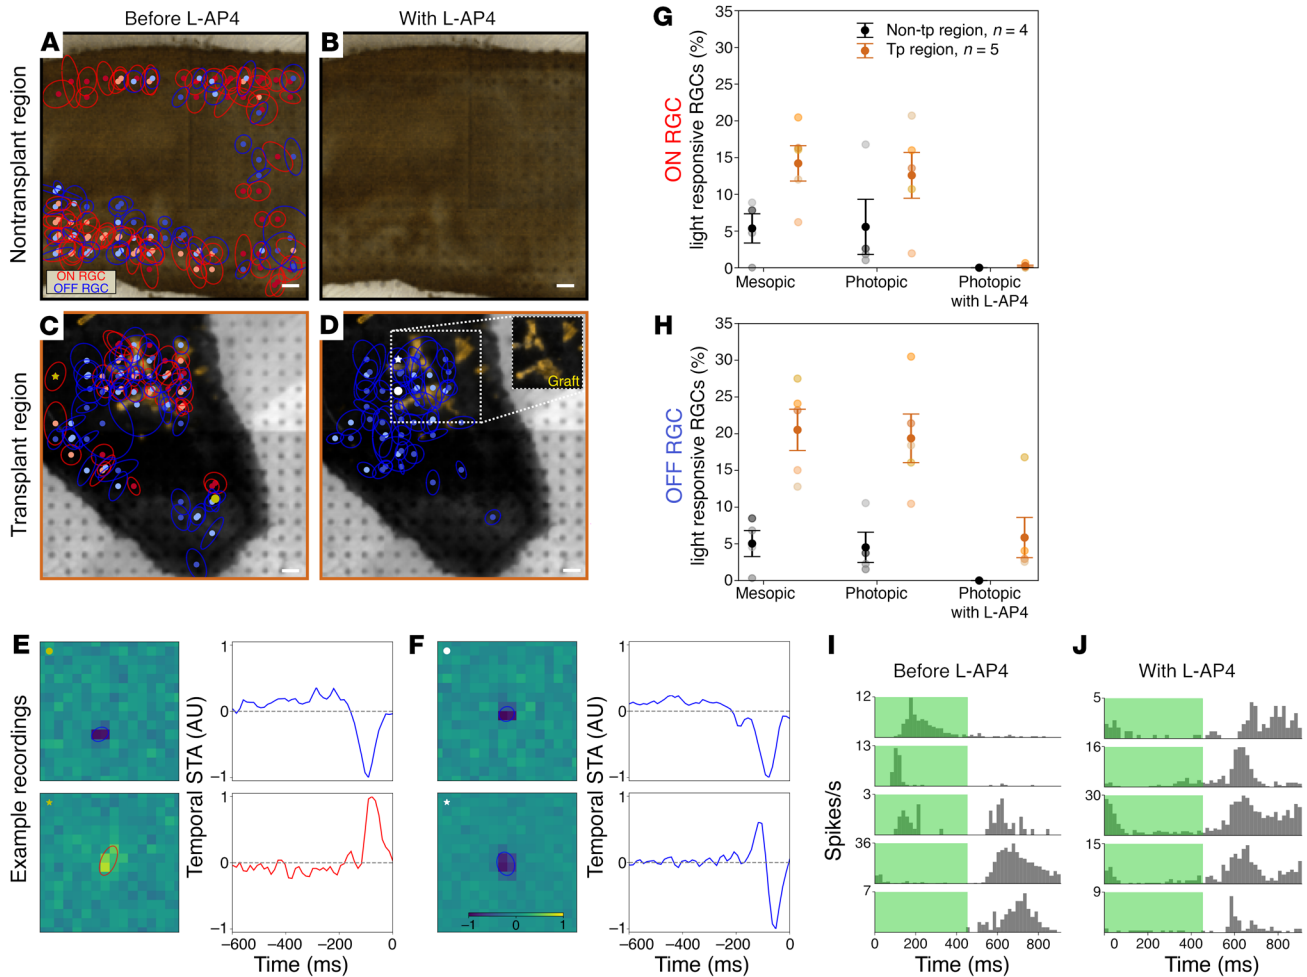 Before L-AP4
With L-AP4
A
B
Nontransplant region
ON RGC
OFF RGC
C
D
Transplant region
Graft
G
ON RGC
light responsive RGCs (%)
35
30
25
20
15
10
5
0
Non-tp region, n = 4
Tp region, n = 5
Mesopic
Photopic
Photopic
with L-AP4
H
OFF RGC
light responsive RGCs (%)
35
30
25
20
15
10
5
0
Mesopic
Photopic
Photopic
with L-AP4
E
Example recordings
Temporal STA (AU)
1
0
−1
1
0
−1
−600
−400
−200
0
Time (ms)
F
−1
0
1
Temporal STA (AU)
1
0
−1
1
0
−1
−600
−400
−200
0
Time (ms)
I
Before L-AP4
Spikes/s
12
13
3
36
7
0
200
400
600
800
Time (ms)
J
With L-AP4
5
16
30
15
9
0
0
200
400
600
800
Time (ms)